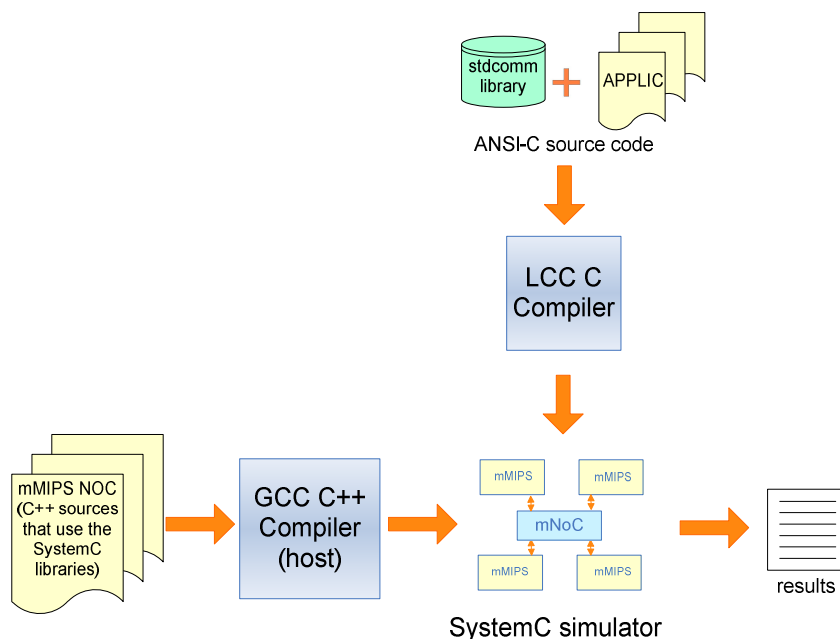 stdcomm
library
APPLIC
ANSI-C source code
LCC C
Compiler
mMIPS NOC
(C++ sources
that use the
SystemC
libraries)
GCC C++
Compiler
(host)
mMIPS
mMIPS
mNoC
mMIPS
mMIPS
SystemC simulator
results